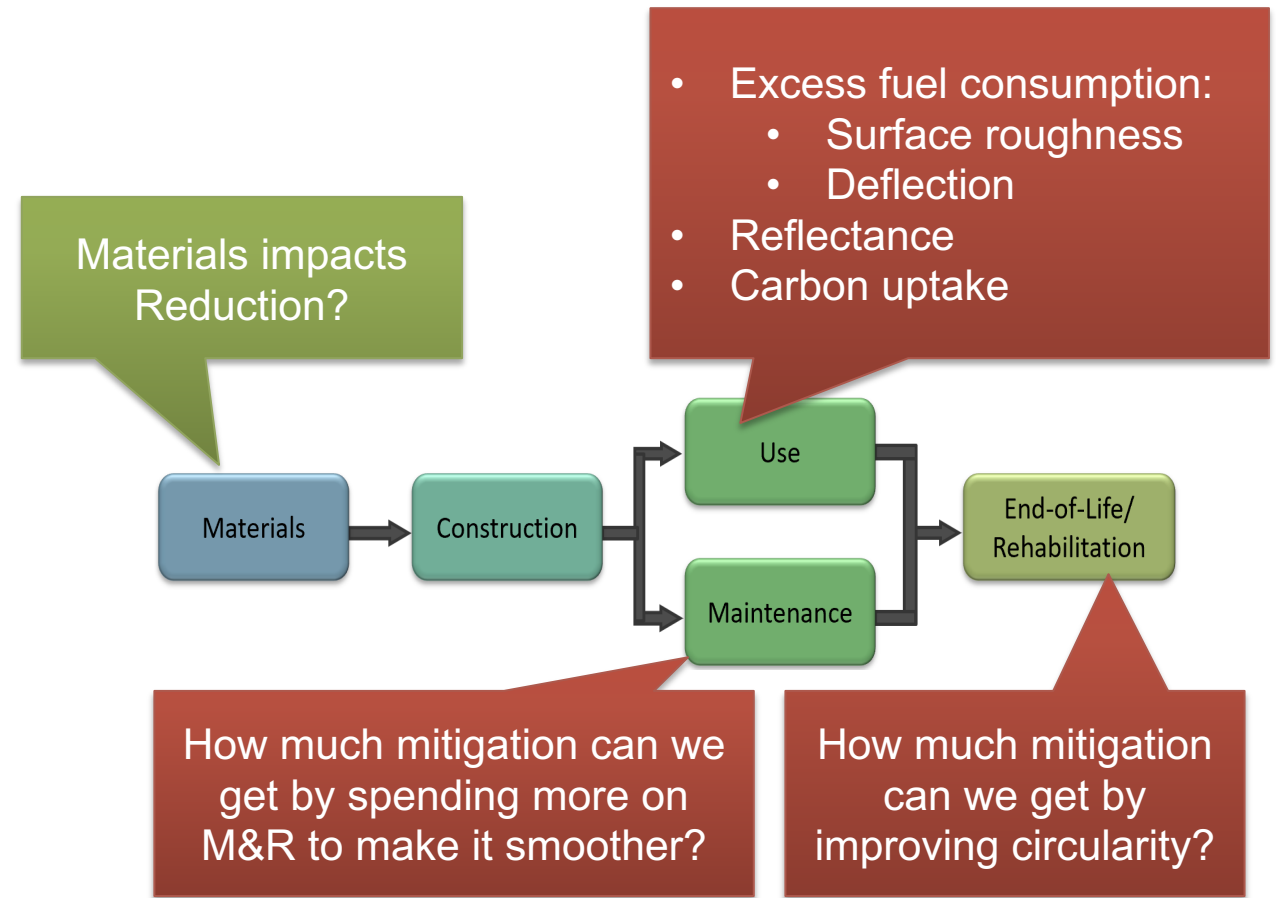 • Excess fuel consumption:
• Surface roughness
• Deflection
• Reflectance
• Carbon uptake
Materials impacts
Reduction?
Materials
Construction
Use
Maintenance
End-of-Life/
Rehabilitation
How much mitigation can we
get by spending more on
M&R to make it smoother?
How much mitigation
can we get by
improving circularity?